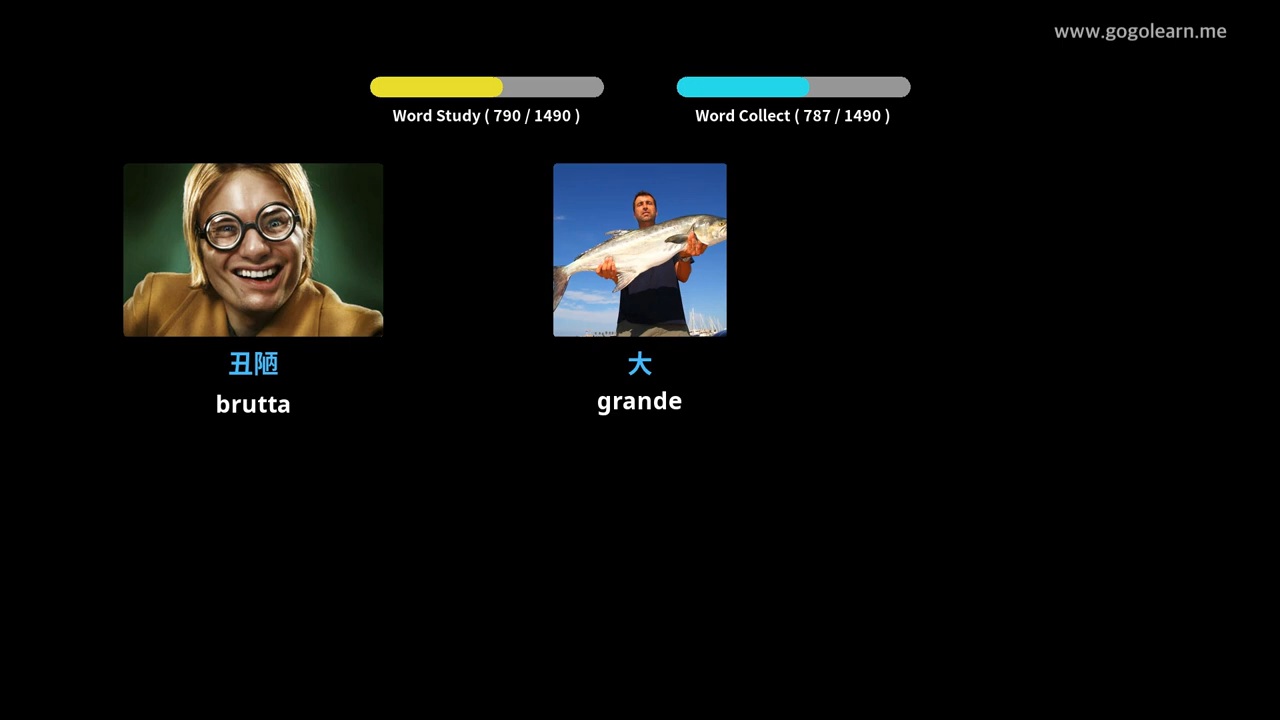 www.gogolearn.me
Word Study ( 790 / 1490 )
Word Collect ( 787 / 1490 )
丑陋
brutta
大
grande